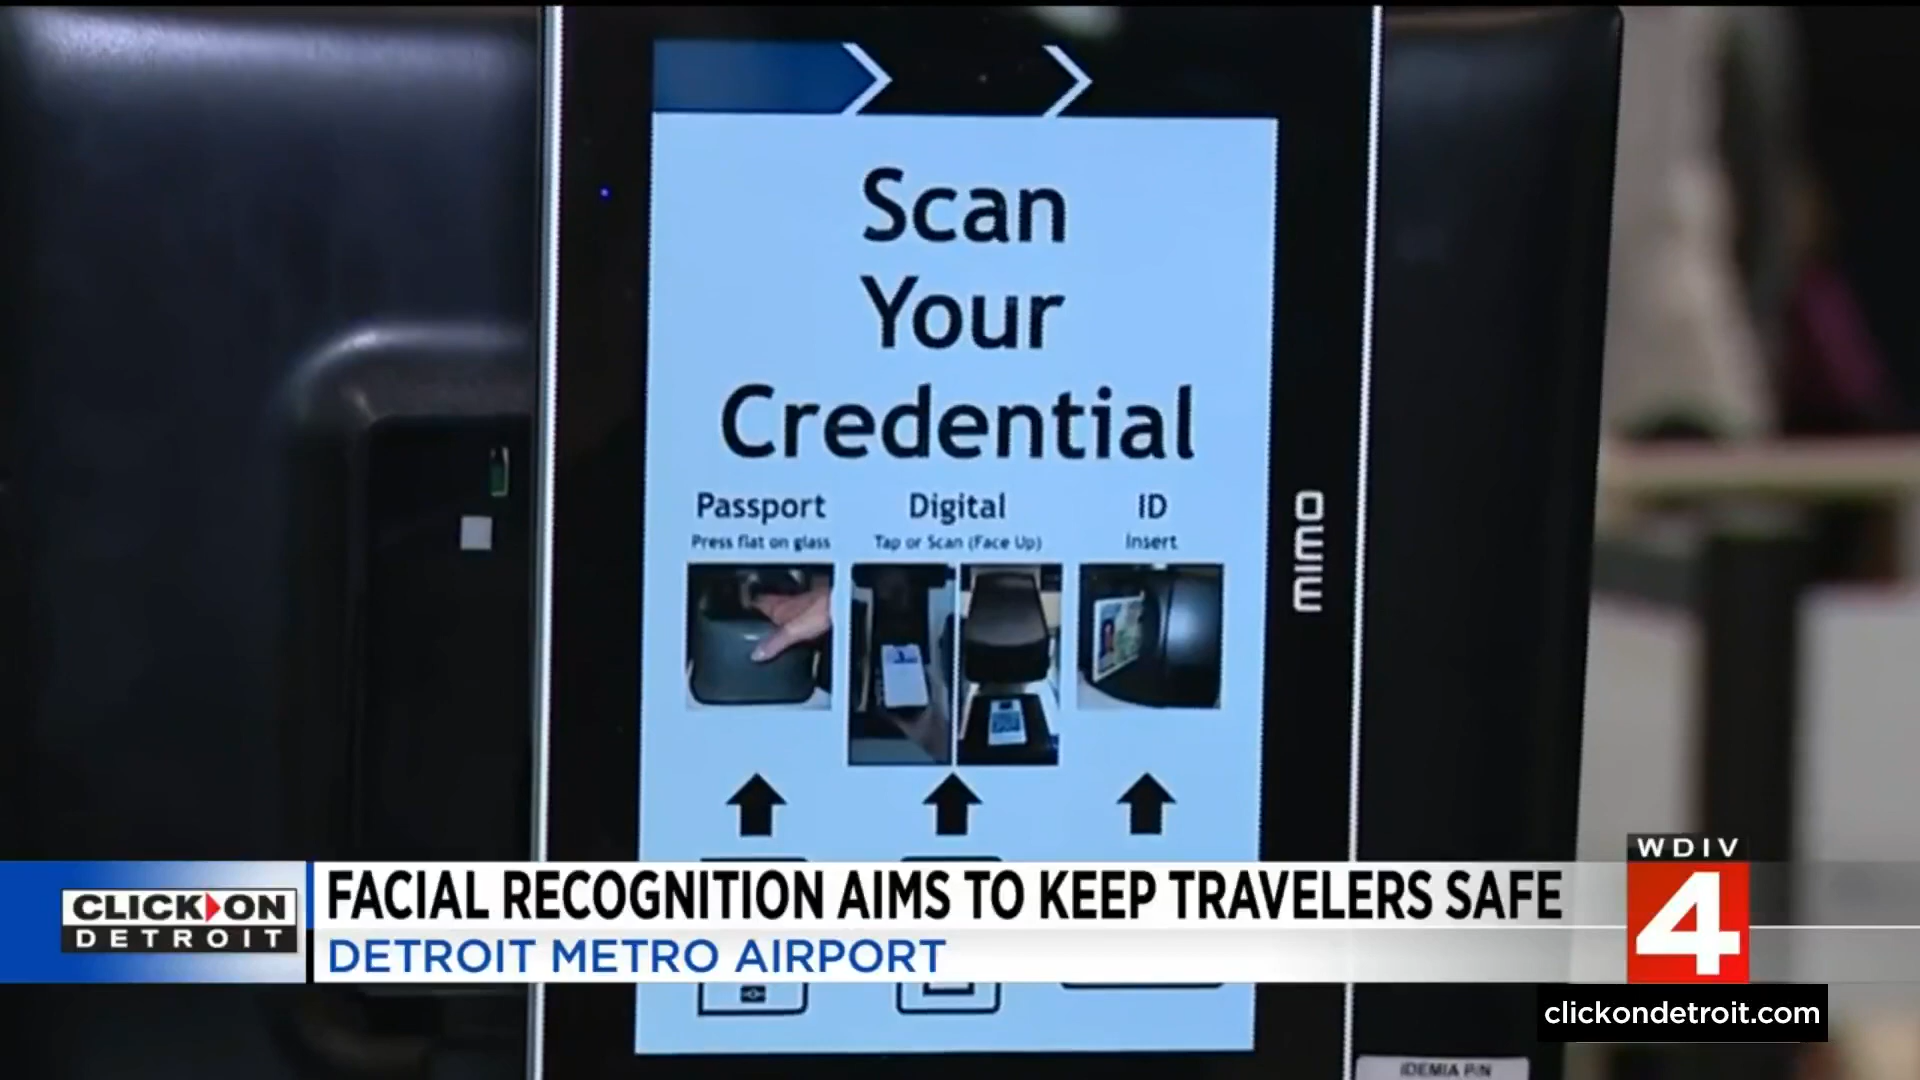 Scan
Your
Credential
Passport
Press flat on glass
Digital
Tap or Scan (Face Up)
ID
Insert
mimo
CLICK ON
DETROIT
FACIAL RECOGNITION AIMS TO KEEP TRAVELERS SAFE
DETROIT METRO AIRPORT
WDIV
4
clickondetroit.com
IDEMIA P/N